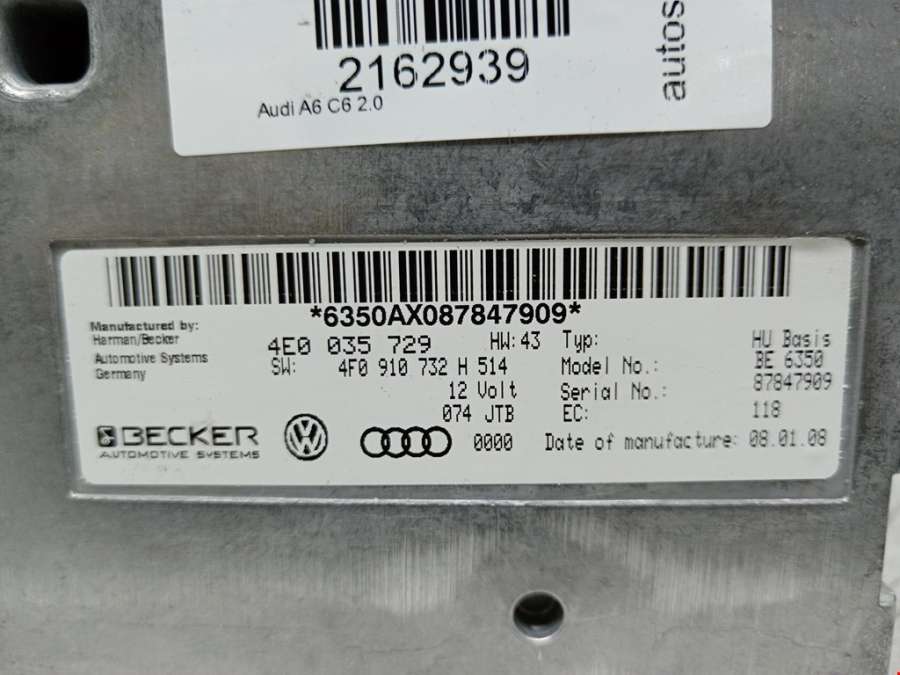 2162939
Audi A6 C6 2.0
autos
*6350AX087847909*
Manufactured by:
Harman/Becker
Automotive Systems
Germany
4E0 035 729 HW: 43
SW: 4F0 910 732 H 514
12 Volt
074 JTB
0000
Typ: HU Basis
Model No.: BE 6350
Serial No.: 87847909
EC: 118
Date of manufacture: 08.01.08
BECKER
AUTOMOTIVE SYSTEMS